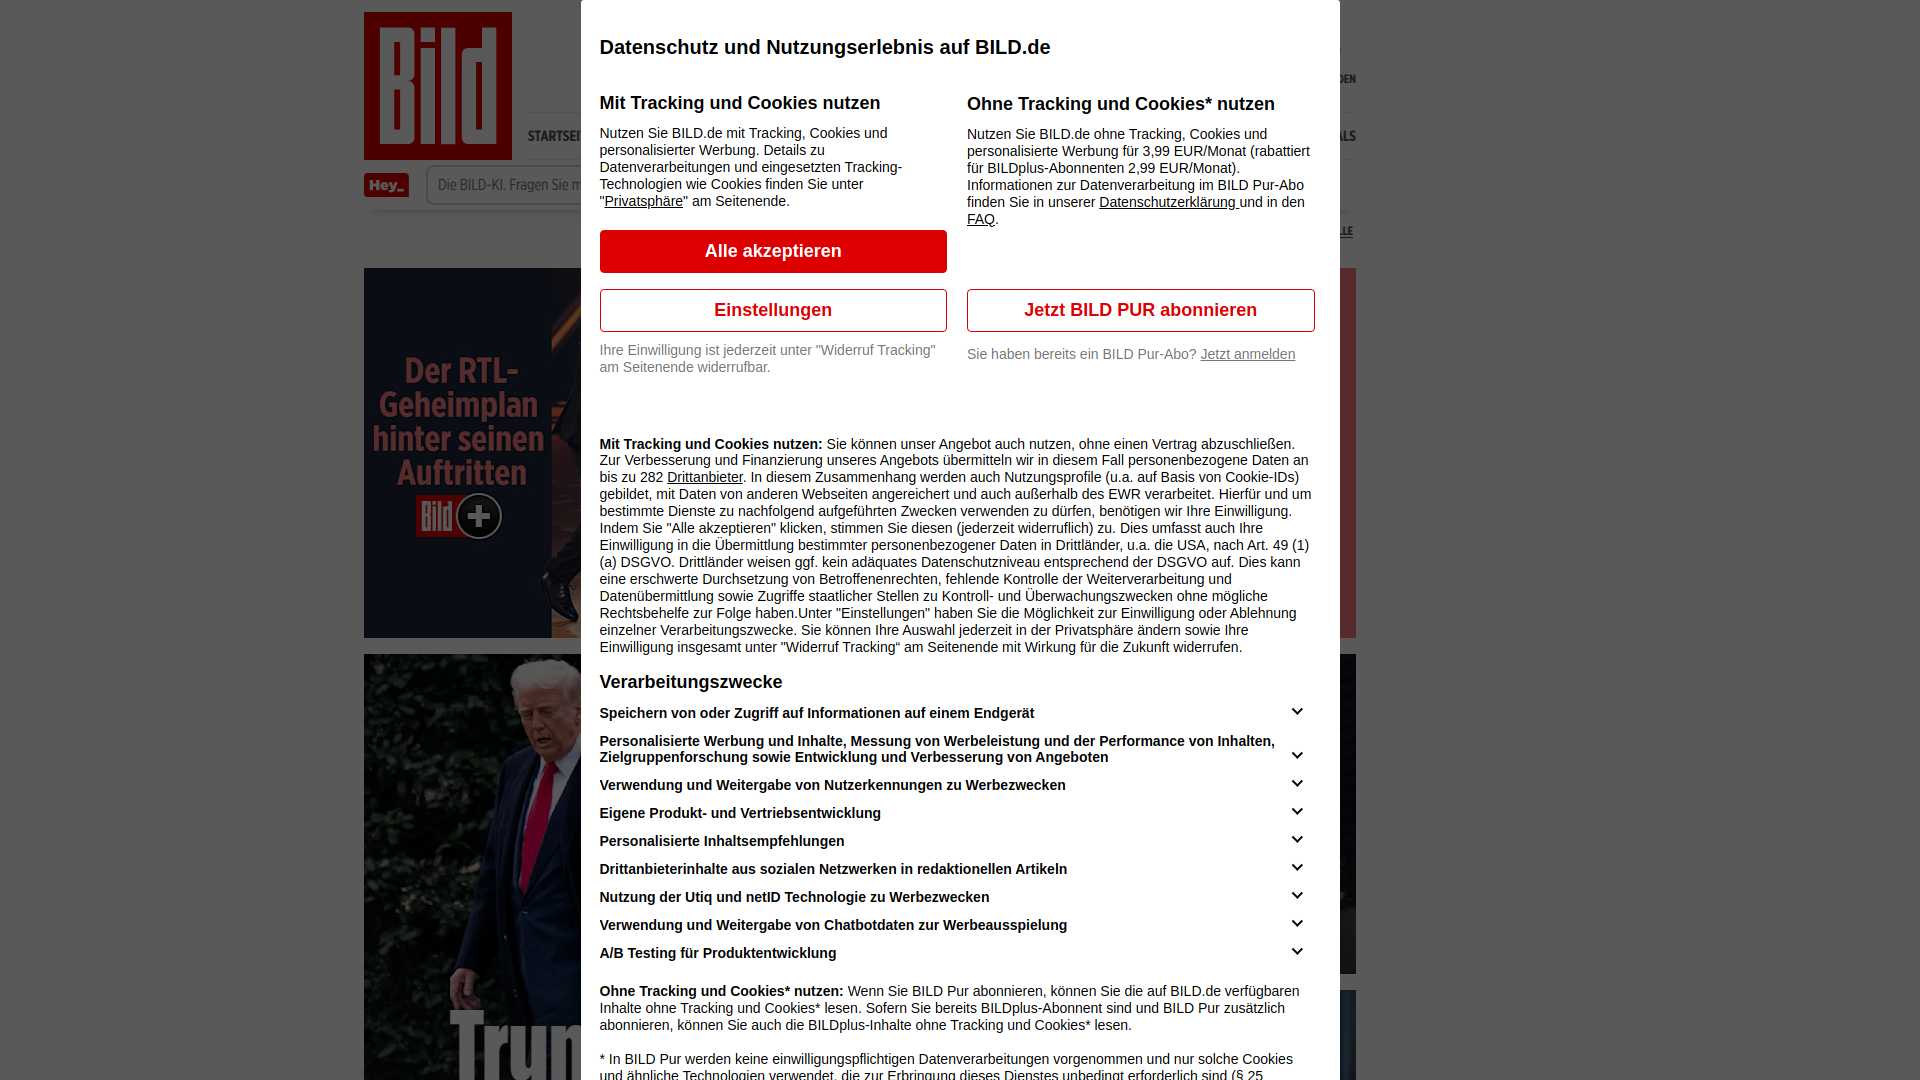 Bild
Datenschutz und Nutzungserlebnis auf BILD.de
Mit Tracking und Cookies nutzen
Nutzen Sie BILD.de mit Tracking, Cookies und
personalisierter Werbung. Details zu
Datenverarbeitungen und eingesetzten Tracking-
Technologien wie Cookies finden Sie unter
"Privatsphäre" am Seitenende.
Alle akzeptieren
Einstellungen
Ihre Einwilligung ist jederzeit unter "Widerruf Tracking"
am Seitenende widerrufbar.
Ohne Tracking und Cookies* nutzen
Nutzen Sie BILD.de ohne Tracking, Cookies und
personalisierte Werbung für 3,99 EUR/Monat (rabattiert
für BILDplus-Abonnenten 2,99 EUR/Monat).
Informationen zur Datenverarbeitung im BILD Pur-Abo
finden Sie in unserer Datenschutzerklärung und in den
FAQ.
Jetzt BILD PUR abonnieren
Sie haben bereits ein BILD Pur-Abo? Jetzt anmelden
Hey_
Die BILD-KI. Fragen Sie
Der RTL-
Geheimplan
hinter seinen
Auftritten
Bild +
Mit Tracking und Cookies nutzen: Sie können unser Angebot auch nutzen, ohne einen Vertrag abzuschließen.
Zur Verbesserung und Finanzierung unseres Angebots übermitteln wir in diesem Fall personenbezogene Daten an
bis zu 282 Drittanbieter. In diesem Zusammenhang werden auch Nutzungsprofile (u.a. auf Basis von Cookie-IDs)
gebildet, mit Daten von anderen Webseiten angereichert und auch außerhalb des EWR verarbeitet. Hierfür und um
bestimmte Dienste zu nachfolgend aufgeführten Zwecken verwenden zu dürfen, benötigen wir Ihre Einwilligung.
Indem Sie "Alle akzeptieren" klicken, stimmen Sie diesen (jederzeit widerruflich) zu. Dies umfasst auch Ihre
Einwilligung in die Übermittlung bestimmter personenbezogener Daten in Drittländer, u.a. die USA, nach Art. 49 (1)
(a) DSGVO. Drittländer weisen ggf. kein adäquates Datenschutzniveau entsprechend der DSGVO auf. Dies kann
eine erschwerte Durchsetzung von Betroffenenrechten, fehlende Kontrolle der Weiterverarbeitung und
Datenübermittlung sowie Zugriffe staatlicher Stellen zu Kontroll- und Überwachungszwecken ohne mögliche
Rechtsbehelfe zur Folge haben.Unter "Einstellungen" haben Sie die Möglichkeit zur Einwilligung oder Ablehnung
einzelner Verarbeitungszwecke. Sie können Ihre Auswahl jederzeit in der Privatsphäre ändern sowie Ihre
Einwilligung insgesamt unter "Widerruf Tracking“ am Seitenende mit Wirkung für die Zukunft widerrufen.
Verarbeitungszwecke
Speichern von oder Zugriff auf Informationen auf einem Endgerät
Personalisierte Werbung und Inhalte, Messung von Werbeleistung und der Performance von Inhalten,
Zielgruppenforschung sowie Entwicklung und Verbesserung von Angeboten
Verwendung und Weitergabe von Nutzerkennungen zu Werbezwecken
Eigene Produkt- und Vertriebsentwicklung
Personalisierte Inhaltsempfehlungen
Drittanbieterinhalte aus sozialen Netzwerken in redaktionellen Artikeln
Nutzung der Utiq und netID Technologie zu Werbezwecken
Verwendung und Weitergabe von Chatbotdaten zur Werbeausspielung
A/B Testing für Produktentwicklung
Ohne Tracking und Cookies* nutzen: Wenn Sie BILD Pur abonnieren, können Sie die auf BILD.de verfügbaren
Inhalte ohne Tracking und Cookies* lesen. Sofern Sie bereits BILDplus-Abonnent sind und BILD Pur zusätzlich
abonnieren, können Sie auch die BILDplus-Inhalte ohne Tracking und Cookies* lesen.
* In BILD Pur werden keine einwilligungspflichtigen Datenverarbeitungen vorgenommen und nur solche Cookies
und ähnliche Technologien verwendet, die zur Erbringung dieses Dienstes unbedingt erforderlich sind (§ 25